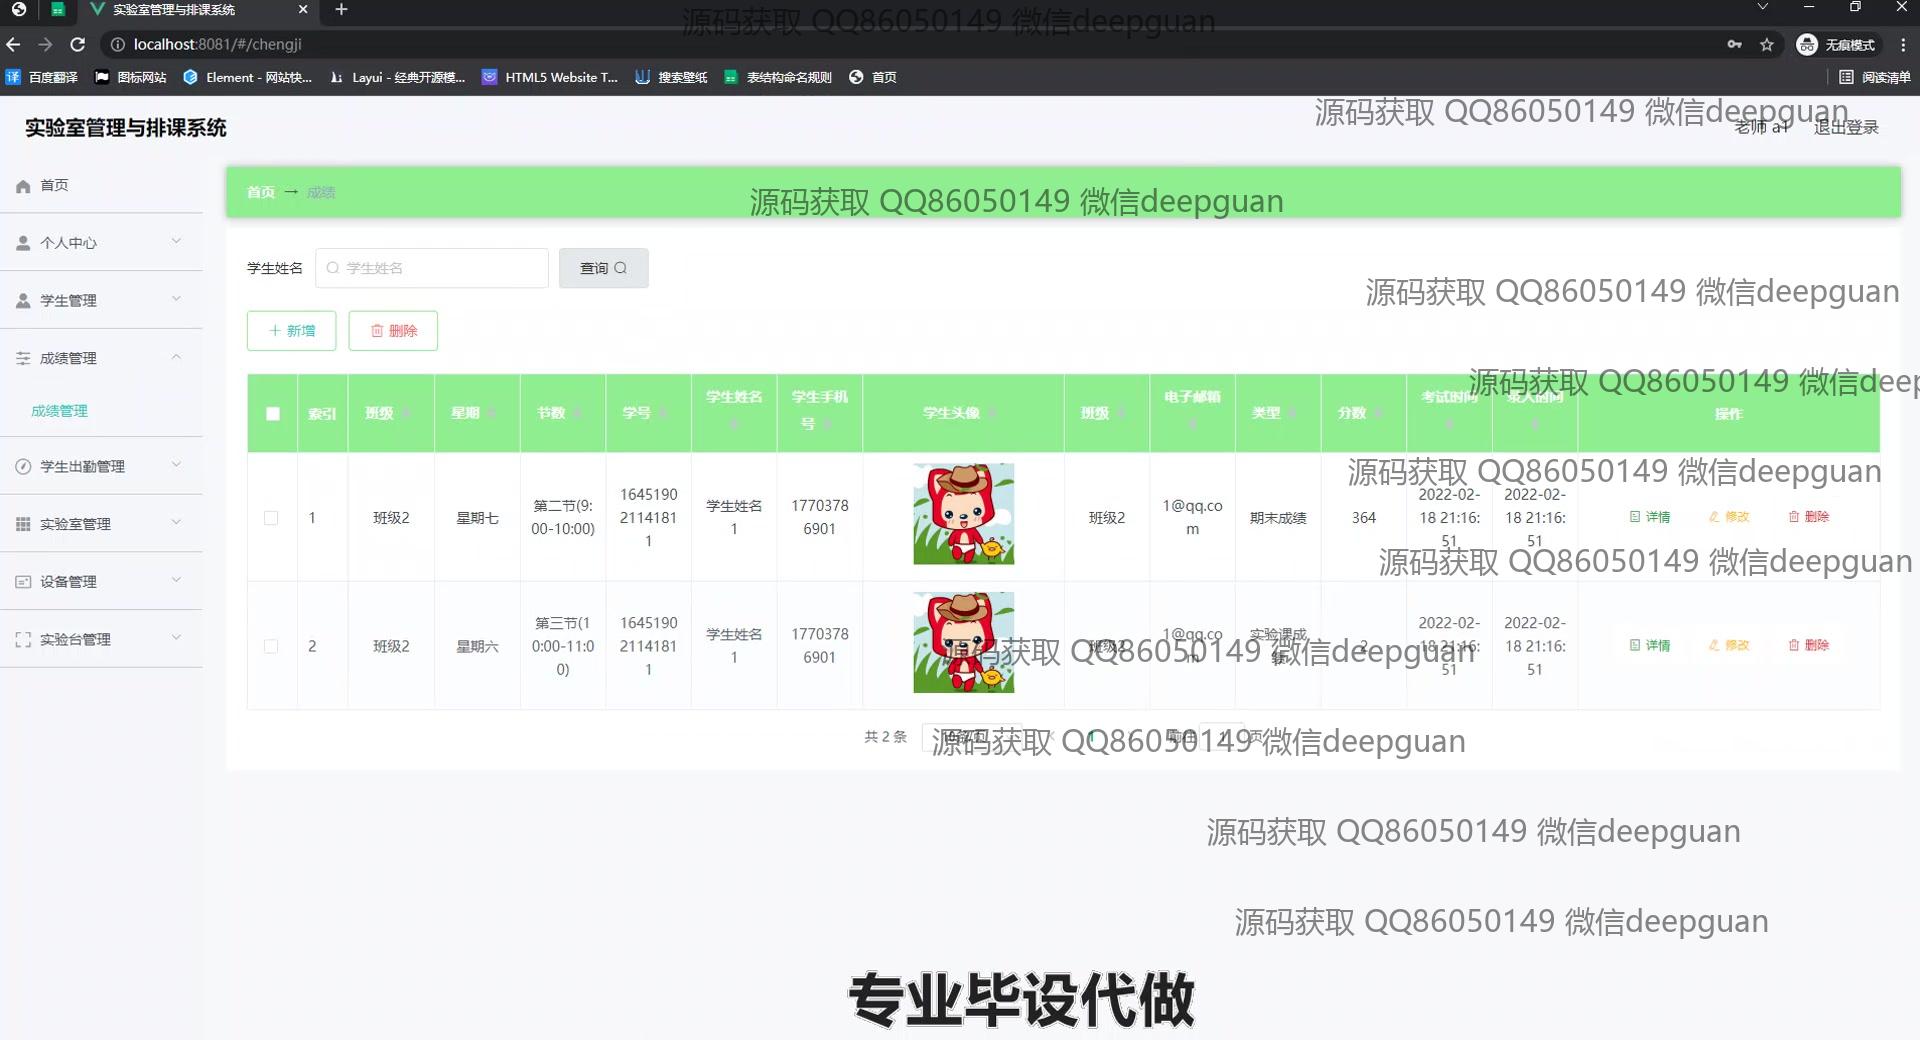 实验室管理与排课系统
源码获取 QQ86050149 微信deepguan
localhost:8081/#/chengji
无痕模式
百度翻译
图标网站
Element - 网站快...
Layui - 经典开源模...
HTML5 Website T...
搜索壁纸
表结构命名规则
首页
阅读清单
源码获取 QQ86050149 微信deepguan
实验室管理与排课系统
老师 a1
退出登录
首页
个人中心
学生管理
成绩管理
成绩管理
学生出勤管理
实验室管理
设备管理
实验台管理
首页 → 成绩
源码获取 QQ86050149 微信deepguan
学生姓名
学生姓名
查询
源码获取 QQ86050149 微信deepguan
新增
删除
源码获取 QQ86050149 微信deep
索引 班级 星期 节数 学号 学生姓名 学生手机号 学生头像 班级 电子邮箱 类型 分数 考试时间 录入时间 操作
源码获取 QQ86050149 微信deepguan
1 班级2 星期七 第二节(9:00-10:00) 164519021141811 学生姓名1 17703786901 班级2 1@qq.com 期末成绩 364 2022-02-18 21:16:51 2022-02-18 21:16:51 详情 修改 删除
源码获取 QQ86050149 微信deepguan
2 班级2 星期六 第三节(10:00-11:00) 164519021141811 学生姓名1 17703786901 班级2 1@qq.com 实验课成绩 2 2022-02-18 21:16:51 2022-02-18 21:16:51 详情 修改 删除
源码获取 QQ86050149 微信deepguan
共 2 条 1 前往 1 页
源码获取 QQ86050149 微信deepguan
源码获取 QQ86050149 微信deepguan
源码获取 QQ86050149 微信deepguan
专业毕设代做